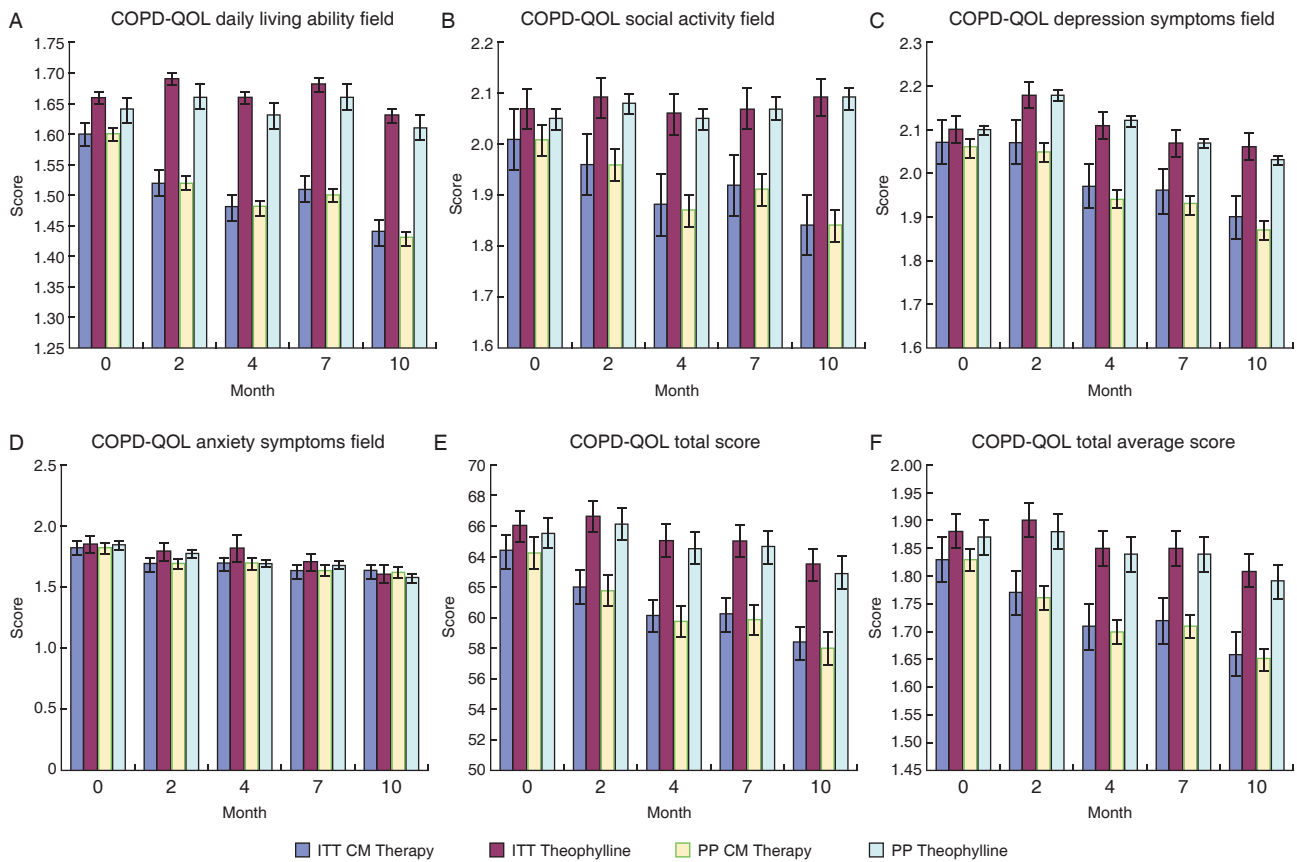 A
COPD-QOL daily living ability field
1.75
1.70
1.65
1.60
1.55
1.50
1.45
1.40
1.35
1.30
1.25
Score
0 2 4 7 10
Month
B
COPD-QOL social activity field
2.2
2.1
2.0
1.9
1.8
1.7
1.6
Score
0 2 4 7 10
Month
C
COPD-QOL depression symptoms field
2.3
2.2
2.1
2.0
1.9
1.8
1.7
1.6
Score
0 2 4 7 10
Month
D
COPD-QOL anxiety symptoms field
2.5
2.0
1.5
1.0
0.5
0
Score
0 2 4 7 10
Month
E
COPD-QOL total score
70
66
66
64
65
60
58
55
54
52
50
Score
0 2 4 7 10
Month
F
COPD-QOL total average score
2.00
1.95
1.90
1.85
1.80
1.75
1.70
1.65
1.60
1.55
1.50
1.45
Score
0 2 4 7 10
Month
ITT CM Therapy ITT Theophylline PP CM Therapy PP Theophylline